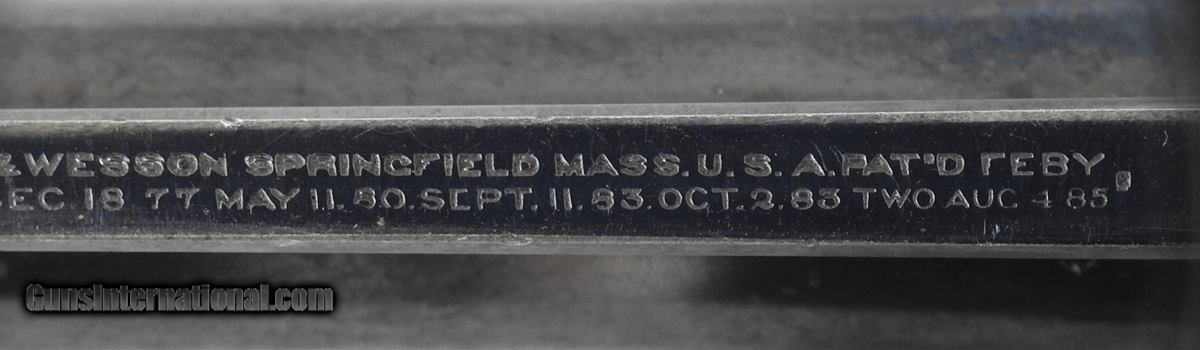 &WESSON SPRINGFIELD MASS. U. S. A. PAT'D FEBY
DEC. 18 77 MAY 11. 80. SEPT. 11. 83. OCT. 2. 83 TWO AUG 4 85
GunsInternational.com